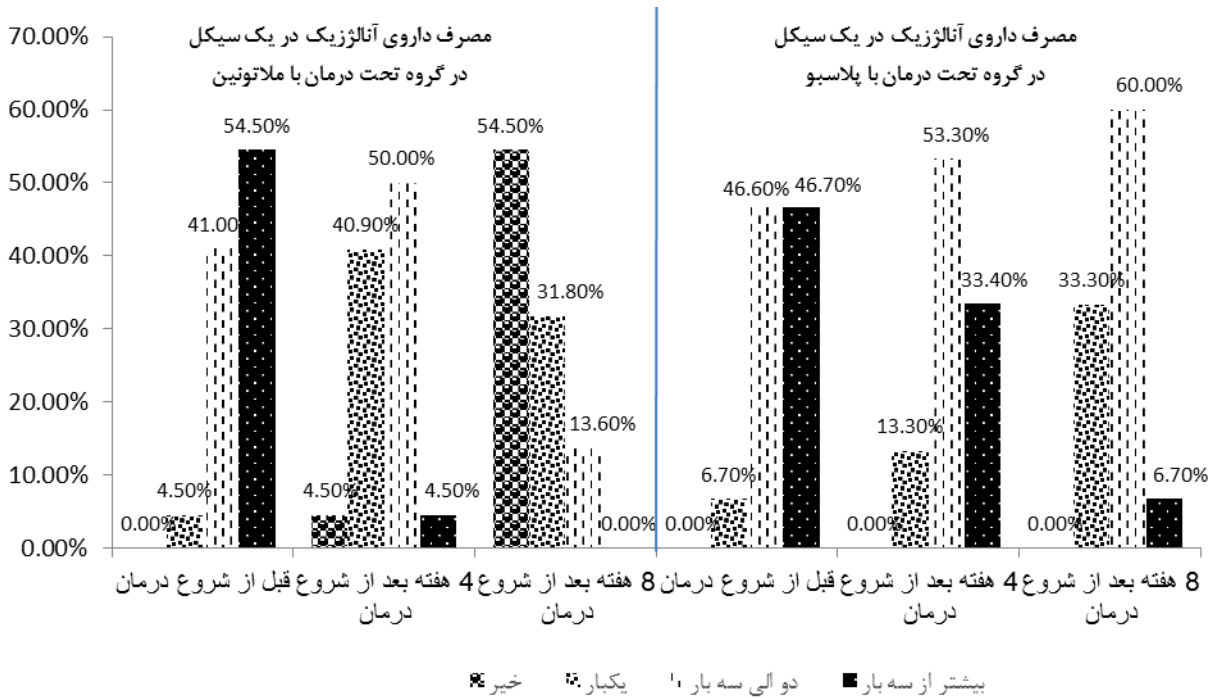 مصرف داروی آنالژزیک در یک سیکل
در گروه تحت درمان با ملاتونین
مصرف داروی آنالژزیک در یک سیکل
در گروه تحت درمان با پلاسبو
70.00%
60.00%
50.00%
40.00%
30.00%
20.00%
10.00%
0.00%
0.00%
4.50%
41.00
54.50%
4.50%
40.90%
50.00%
4.50%
54.50%
31.80%
13.60%
0.00%
0.00%
6.70%
46.60%
46.70%
0.00%
13.30%
53.30%
33.40%
0.00%
33.30%
60.00%
6.70%
قبل از شروع درمان
4 هفته بعد از شروع
درمان
8 هفته بعد از شروع
درمان
قبل از شروع درمان
4 هفته بعد از شروع
درمان
8 هفته بعد از شروع
درمان
خیر
یکبار
دو الی سه بار
بیشتر از سه بار